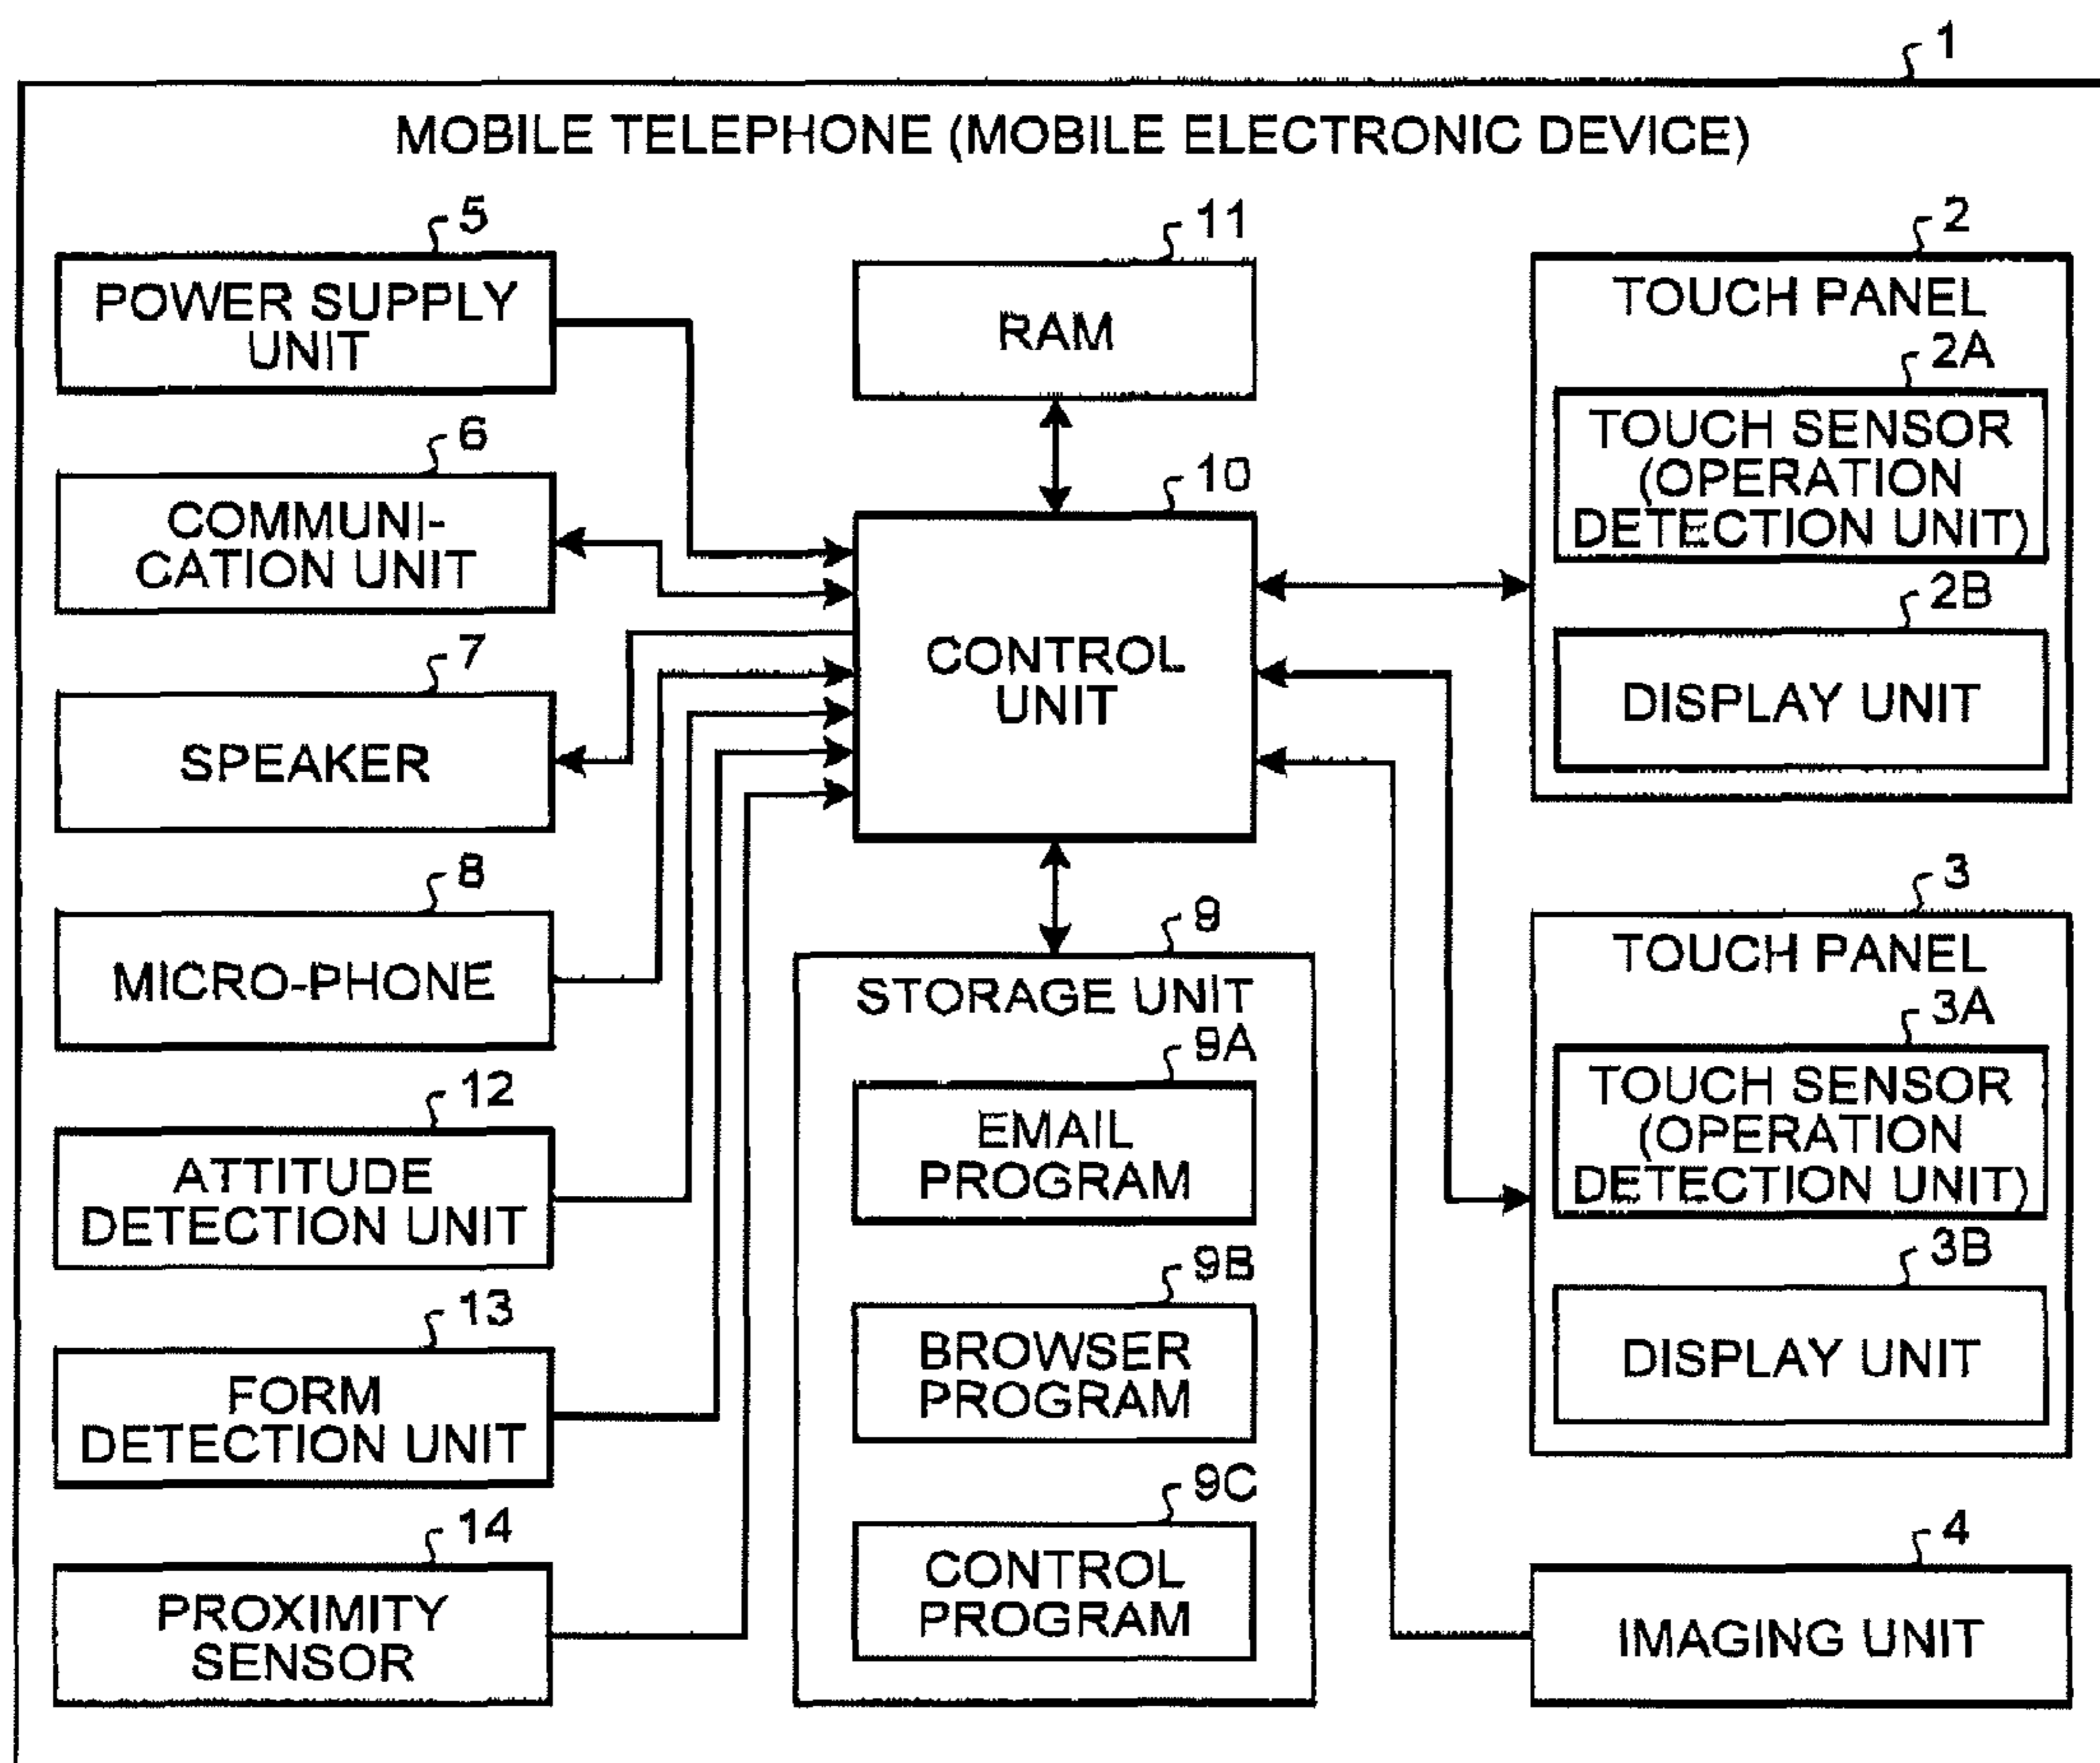 1
MOBILE TELEPHONE (MOBILE ELECTRONIC DEVICE)
5
POWER SUPPLY
UNIT
6
COMMUNI-
CATION UNIT
7
SPEAKER
8
MICRO-PHONE
12
ATTITUDE
DETECTION UNIT
13
FORM
DETECTION UNIT
14
PROXIMITY
SENSOR
11
RAM
10
CONTROL
UNIT
9
STORAGE UNIT
9A
EMAIL
PROGRAM
9B
BROWSER
PROGRAM
9C
CONTROL
PROGRAM
2
TOUCH PANEL
2A
TOUCH SENSOR
(OPERATION
DETECTION UNIT)
2B
DISPLAY UNIT
3
TOUCH PANEL
3A
TOUCH SENSOR
(OPERATION
DETECTION UNIT)
3B
DISPLAY UNIT
4
IMAGING UNIT